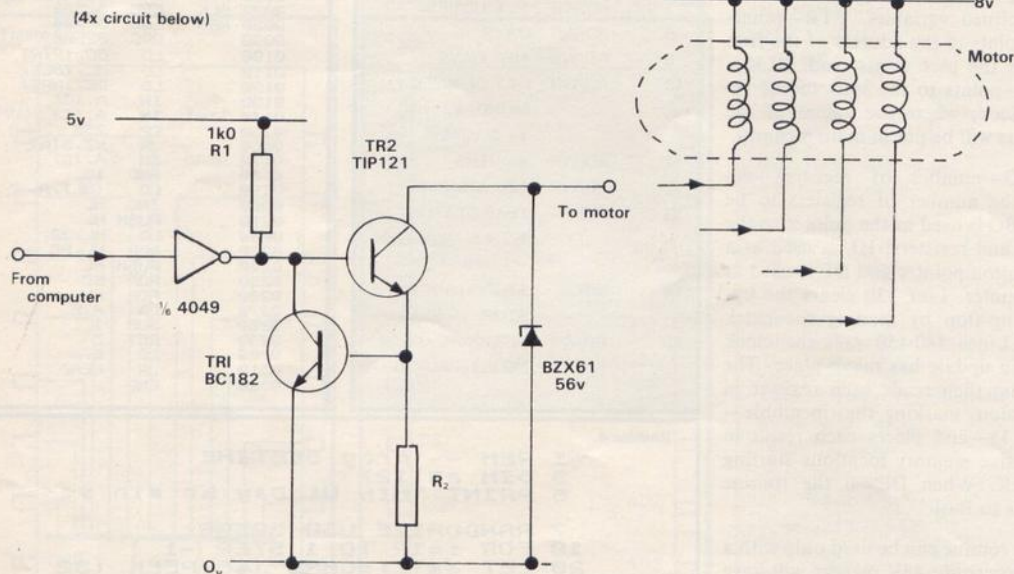 (4x circuit below)
8v
Motor
5v
1k0
R1
TR2
TIP121
To motor
From
computer
⅙ 4049
TR1
BC182
BZX61
56v
R2
0v